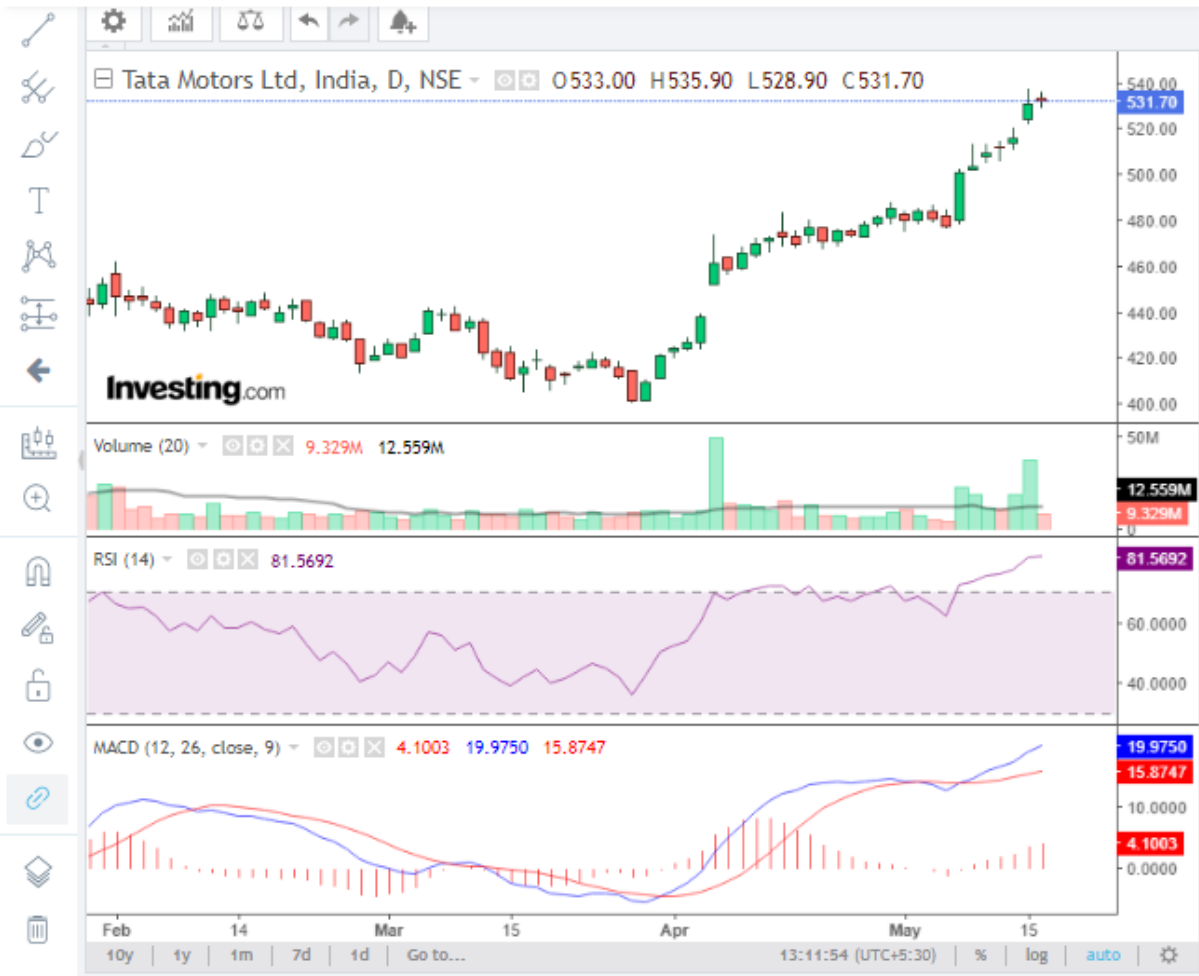 Tata Motors Ltd, India, D, NSE O533.00 H535.90 L528.90 C531.70
540.00
531.70
520.00
500.00
480.00
460.00
440.00
420.00
400.00
Investing.com
Volume (20) 9.329M 12.559M
50M
12.559M
9.329M
0
RSI (14) 81.5692
81.5692
60.0000
40.0000
MACD (12, 26, close, 9) 4.1003 19.9750 15.8747
19.9750
15.8747
10.0000
4.1003
0.0000
Feb 14 Mar 15 Apr May 15
10y 1y 1m 7d 1d Go to... 13:11:54 (UTC+5:30) % log auto